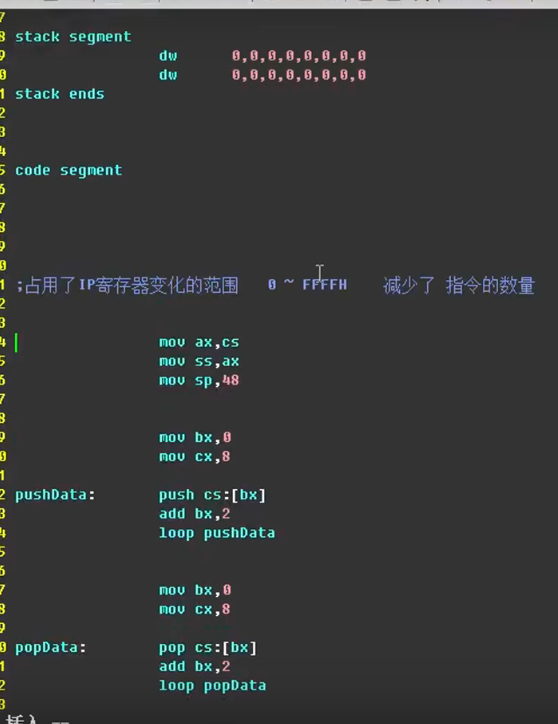 7
8 stack segment
9 dw 0,0,0,0,0,0,0,0
0 dw 0,0,0,0,0,0,0,0
1 stack ends
2
3
4
5 code segment
6
7
8
9
0
1 ;占用了IP寄存器变化的范围 0 ~ FFFFH 减少了 指令的数量
2
3
4 mov ax,cs
5 mov ss,ax
6 mov sp,48
7
8
9 mov bx,0
0 mov cx,8
1
2 pushData: push cs:[bx]
3 add bx,2
4 loop pushData
5
6
7 mov bx,0
8 mov cx,8
9
0 popData: pop cs:[bx]
1 add bx,2
2 loop popData
3
插入 --